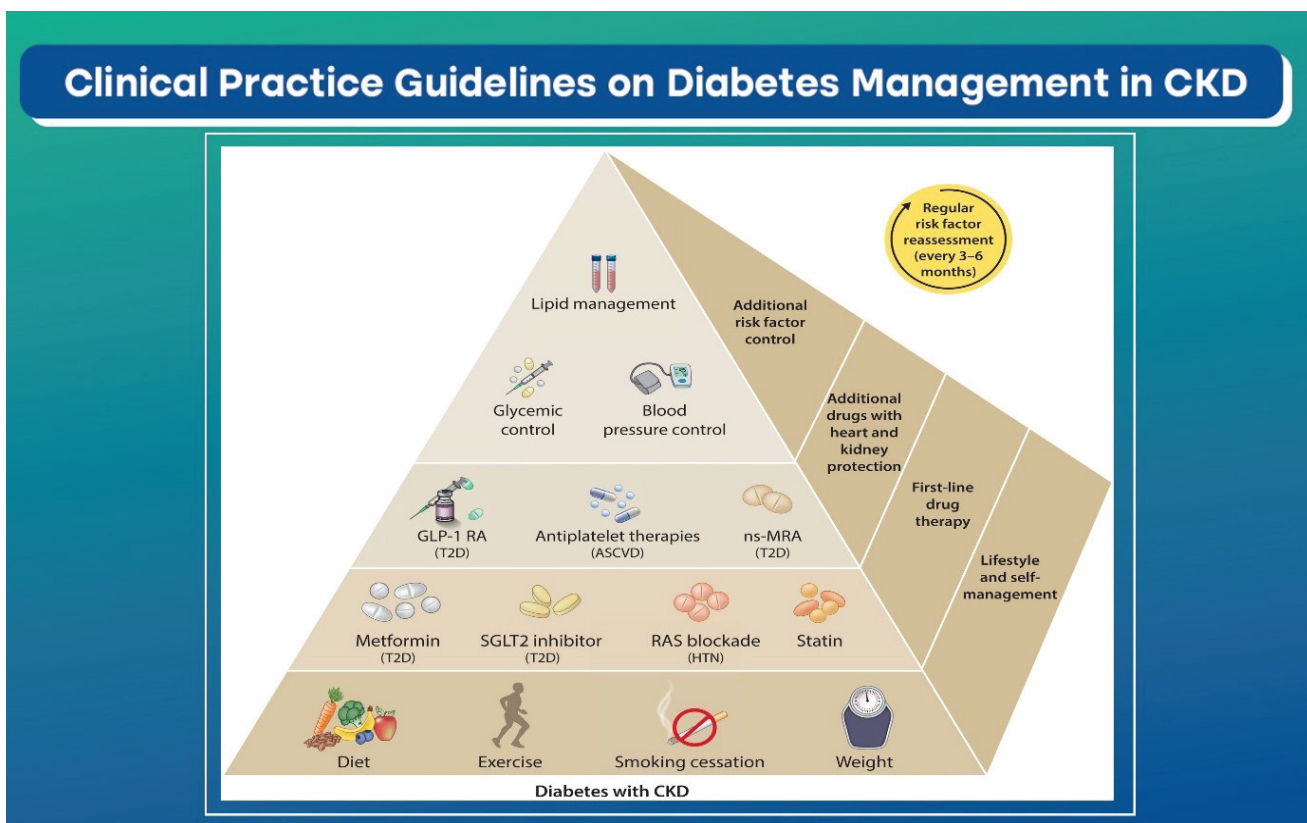 Clinical Practice Guidelines on Diabetes Management in CKD
Regular
risk factor
reassessment
(every 3–6
months)
Lipid management
Additional
risk factor
control
Glycemic
control
Blood
pressure control
Additional
drugs with
heart and
kidney
protection
GLP-1 RA
(T2D)
Antiplatelet therapies
(ASCVD)
ns-MRA
(T2D)
First-line
drug
therapy
Metformin
(T2D)
SGLT2 inhibitor
(T2D)
RAS blockade
(HTN)
Statin
Lifestyle
and self-
management
Diet
Exercise
Smoking cessation
Weight
Diabetes with CKD